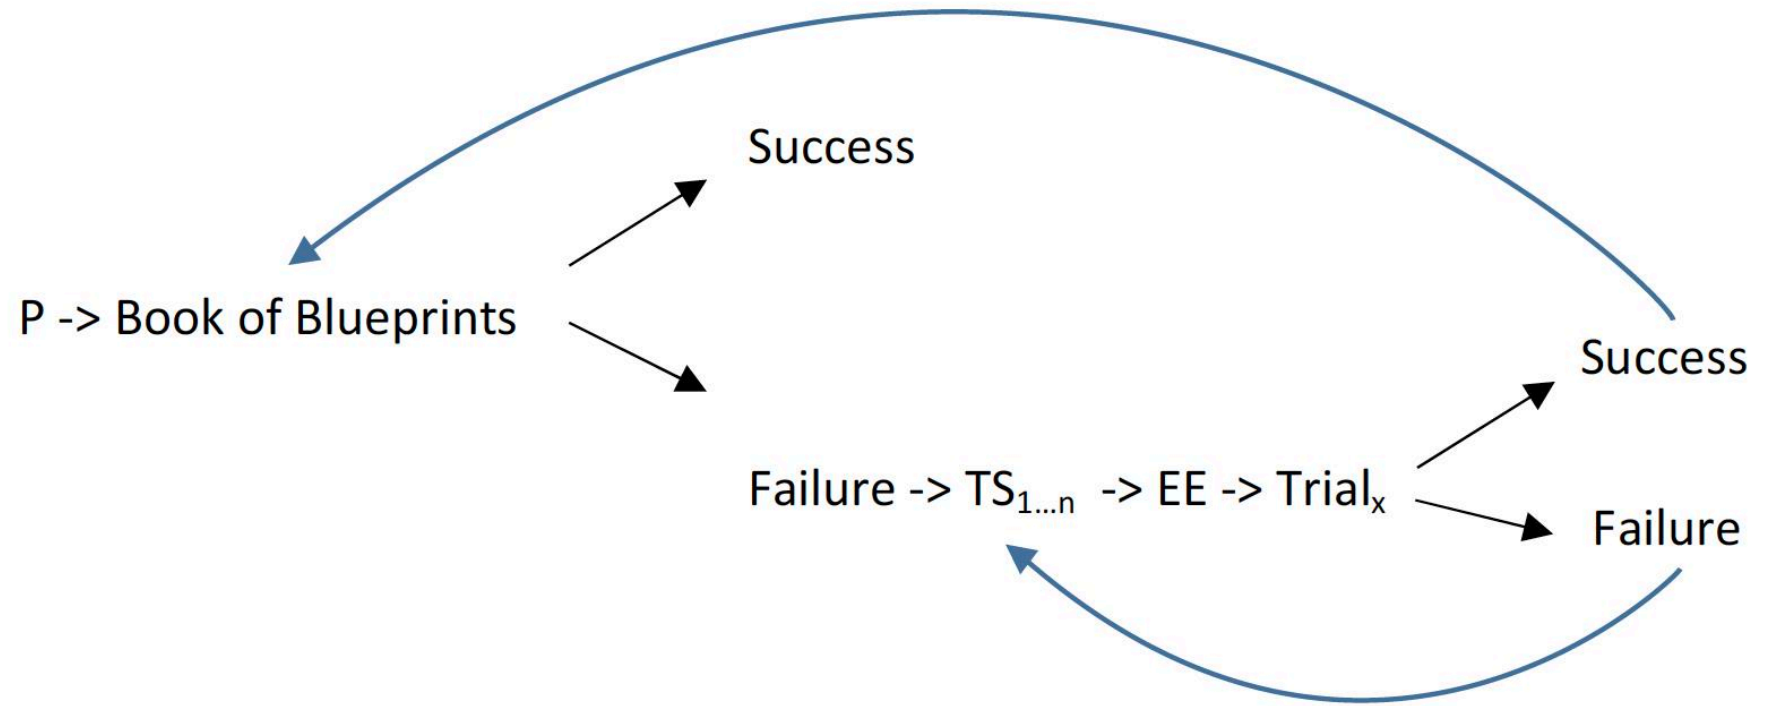 Success
P -> Book of Blueprints
Success
Failure -> TS1...n -> EE -> Trialx
Failure